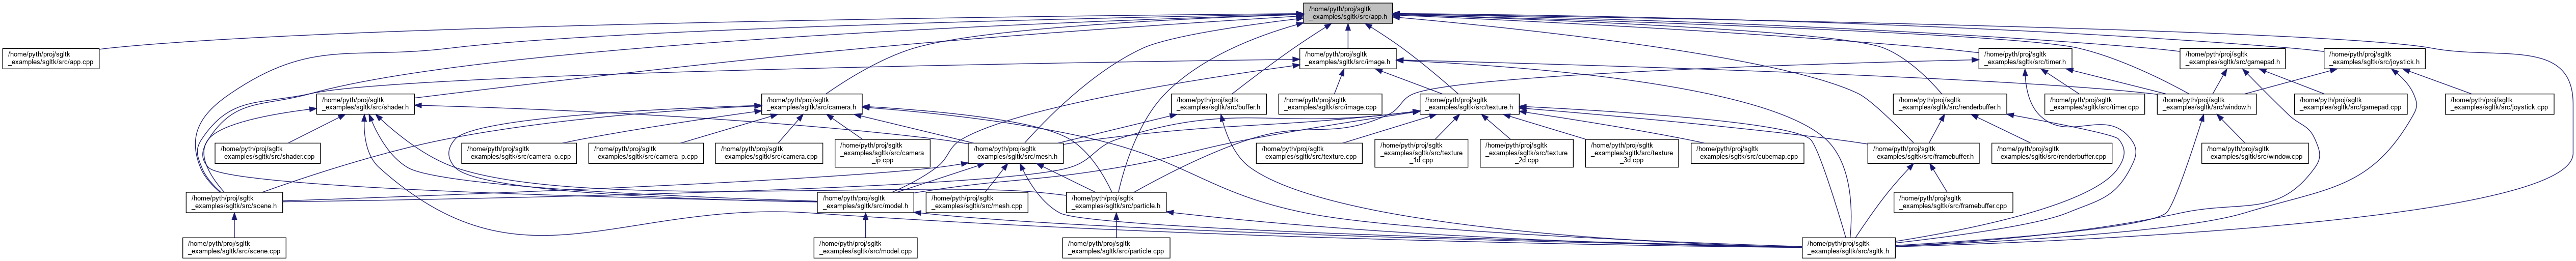 /home/pyth/proj/sgltk
_examples/sgltk/src/app.h
/home/pyth/proj/sgltk
_examples/sgltk/src/app.cpp
/home/pyth/proj/sgltk
_examples/sgltk/src/image.h
/home/pyth/proj/sgltk
_examples/sgltk/src/timer.h
/home/pyth/proj/sgltk
_examples/sgltk/src/gamepad.h
/home/pyth/proj/sgltk
_examples/sgltk/src/joystick.h
/home/pyth/proj/sgltk
_examples/sgltk/src/shader.h
/home/pyth/proj/sgltk
_examples/sgltk/src/camera.h
/home/pyth/proj/sgltk
_examples/sgltk/src/buffer.h
/home/pyth/proj/sgltk
_examples/sgltk/src/image.cpp
/home/pyth/proj/sgltk
_examples/sgltk/src/texture.h
/home/pyth/proj/sgltk
_examples/sgltk/src/renderbuffer.h
/home/pyth/proj/sgltk
_examples/sgltk/src/timer.cpp
/home/pyth/proj/sgltk
_examples/sgltk/src/window.h
/home/pyth/proj/sgltk
_examples/sgltk/src/gamepad.cpp
/home/pyth/proj/sgltk
_examples/sgltk/src/joystick.cpp
/home/pyth/proj/sgltk
_examples/sgltk/src/shader.cpp
/home/pyth/proj/sgltk
_examples/sgltk/src/camera_o.cpp
/home/pyth/proj/sgltk
_examples/sgltk/src/camera_p.cpp
/home/pyth/proj/sgltk
_examples/sgltk/src/camera.cpp
/home/pyth/proj/sgltk
_examples/sgltk/src/camera
_ip.cpp
/home/pyth/proj/sgltk
_examples/sgltk/src/mesh.h
/home/pyth/proj/sgltk
_examples/sgltk/src/texture.cpp
/home/pyth/proj/sgltk
_examples/sgltk/src/texture
_1d.cpp
/home/pyth/proj/sgltk
_examples/sgltk/src/texture
_2d.cpp
/home/pyth/proj/sgltk
_examples/sgltk/src/texture
_3d.cpp
/home/pyth/proj/sgltk
_examples/sgltk/src/cubemap.cpp
/home/pyth/proj/sgltk
_examples/sgltk/src/framebuffer.h
/home/pyth/proj/sgltk
_examples/sgltk/src/renderbuffer.cpp
/home/pyth/proj/sgltk
_examples/sgltk/src/window.cpp
/home/pyth/proj/sgltk
_examples/sgltk/src/scene.h
/home/pyth/proj/sgltk
_examples/sgltk/src/model.h
/home/pyth/proj/sgltk
_examples/sgltk/src/mesh.cpp
/home/pyth/proj/sgltk
_examples/sgltk/src/particle.h
/home/pyth/proj/sgltk
_examples/sgltk/src/framebuffer.cpp
/home/pyth/proj/sgltk
_examples/sgltk/src/scene.cpp
/home/pyth/proj/sgltk
_examples/sgltk/src/model.cpp
/home/pyth/proj/sgltk
_examples/sgltk/src/particle.cpp
/home/pyth/proj/sgltk
_examples/sgltk/src/sgltk.h